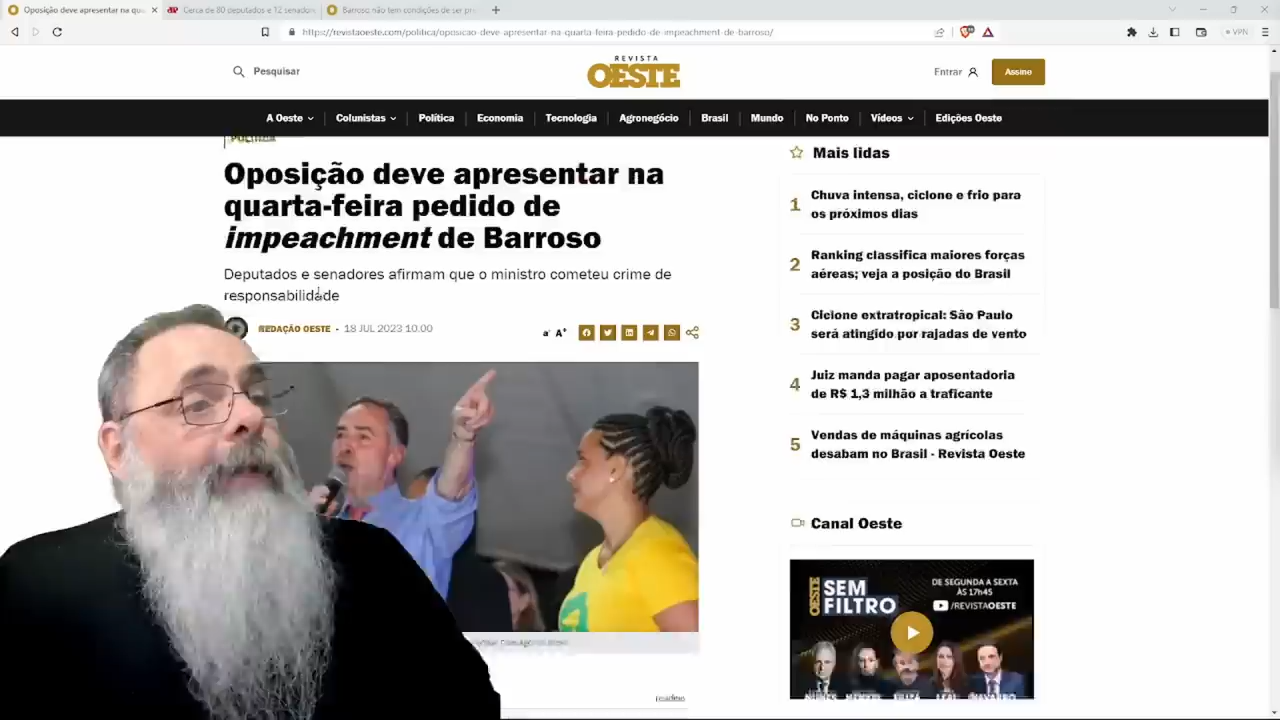 Oposição deve apresentar na qua
Cerca de 80 deputados e 12 senadore
Barroso não tem condições de ser pre
https://revistaoeste.com/politica/oposicao-deve-apresentar-na-quarta-feira-pedido-de-impeachment-de-barroso/
VPN
Pesquisar
REVISTA
OESTE
Entrar
Assine
A Oeste
Colunistas
Política
Economia
Tecnologia
Agronegócio
Brasil
Mundo
No Ponto
Vídeos
Edições Oeste
POLÍTICA
Oposição deve apresentar na
quarta-feira pedido de
impeachment de Barroso
Deputados e senadores afirmam que o ministro cometeu crime de
responsabilidade
REDAÇÃO OESTE - 18 JUL 2023 10:00
a- A+
readme
Mais lidas
1 Chuva intensa, ciclone e frio para
os próximos dias
2 Ranking classifica maiores forças
aéreas; veja a posição do Brasil
3 Cicione extratropical: São Paulo
será atingido por rajadas de vento
4 Juiz manda pagar aposentadoria
de R$ 1,3 milhão a traficante
5 Vendas de máquinas agrícolas
desabam no Brasil - Revista Oeste
Canal Oeste
OESTE
SEM
FILTRO
DE SEGUNDA A SEXTA
ÀS 17h45
/REVISTAOESTE